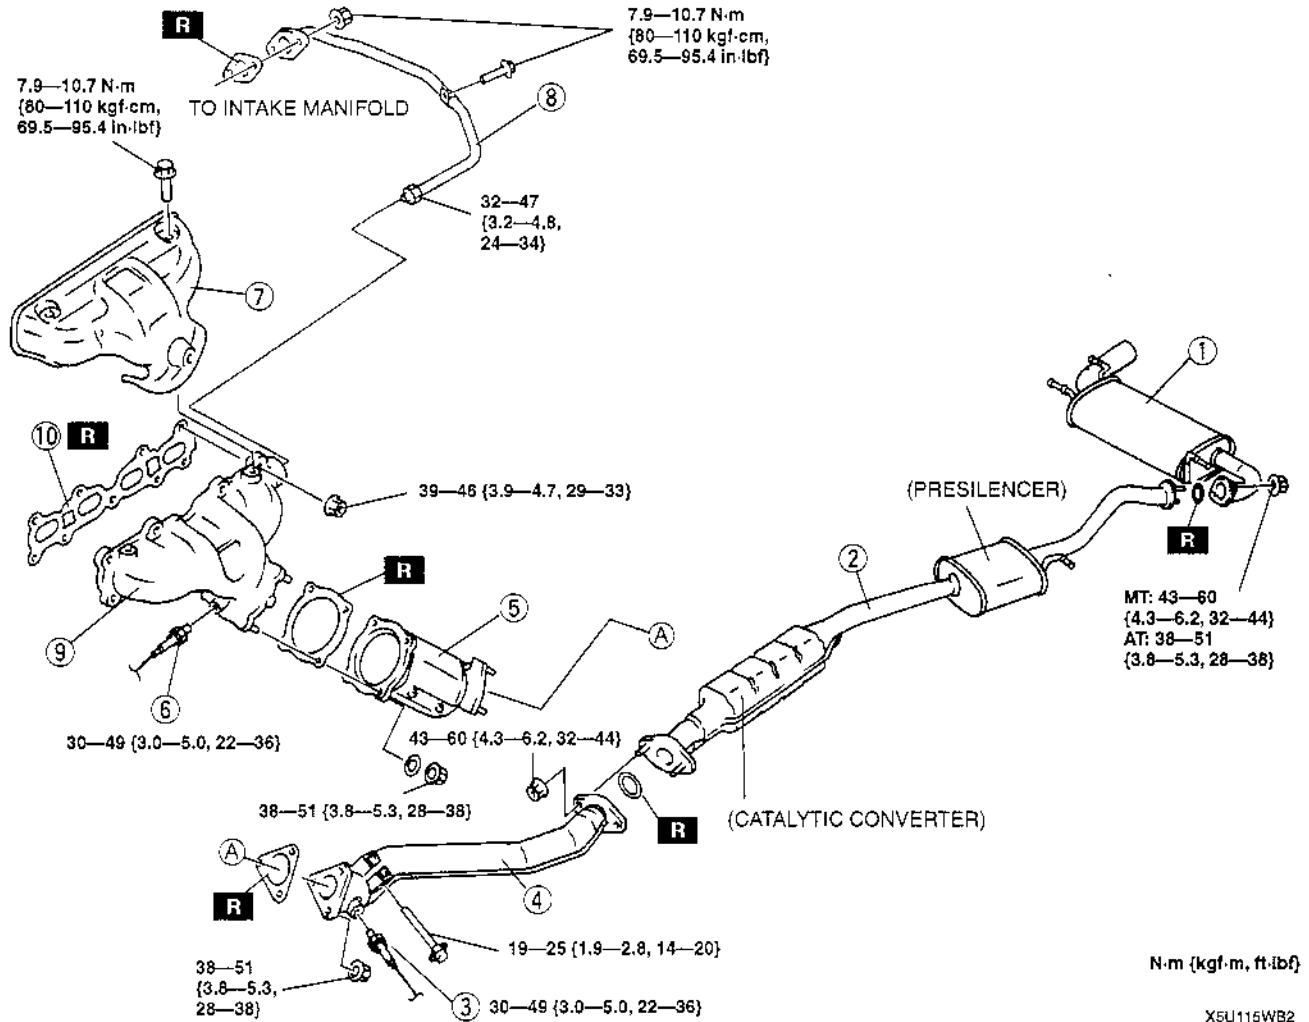 R
7.9—10.7 N·m
{80—110 kgf·cm,
69.5—95.4 in·lbf}
7.9—10.7 N·m
{80—110 kgf·cm,
69.5—95.4 in·lbf}
TO INTAKE MANIFOLD
8
32—47
{3.2—4.8,
24—34}
7
1
10 R
39—46 {3.9—4.7, 29—33}
(PRESILENCER)
R
R
2
5
MT: 43—60
{4.3—6.2, 32—44}
AT: 38—51
{3.8—5.3, 28—38}
A
9
6
30—49 {3.0—5.0, 22—36}
43—60 {4.3—6.2, 32—44}
38—51 {3.8—5.3, 28—38}
R
(CATALYTIC CONVERTER)
A
R
4
19—25 {1.9—2.8, 14—20}
38—51
{3.8—5.3,
28—38}
3 30—49 {3.0—5.0, 22—36}
N·m {kgf·m, ft·lbf}
X5U115WB2